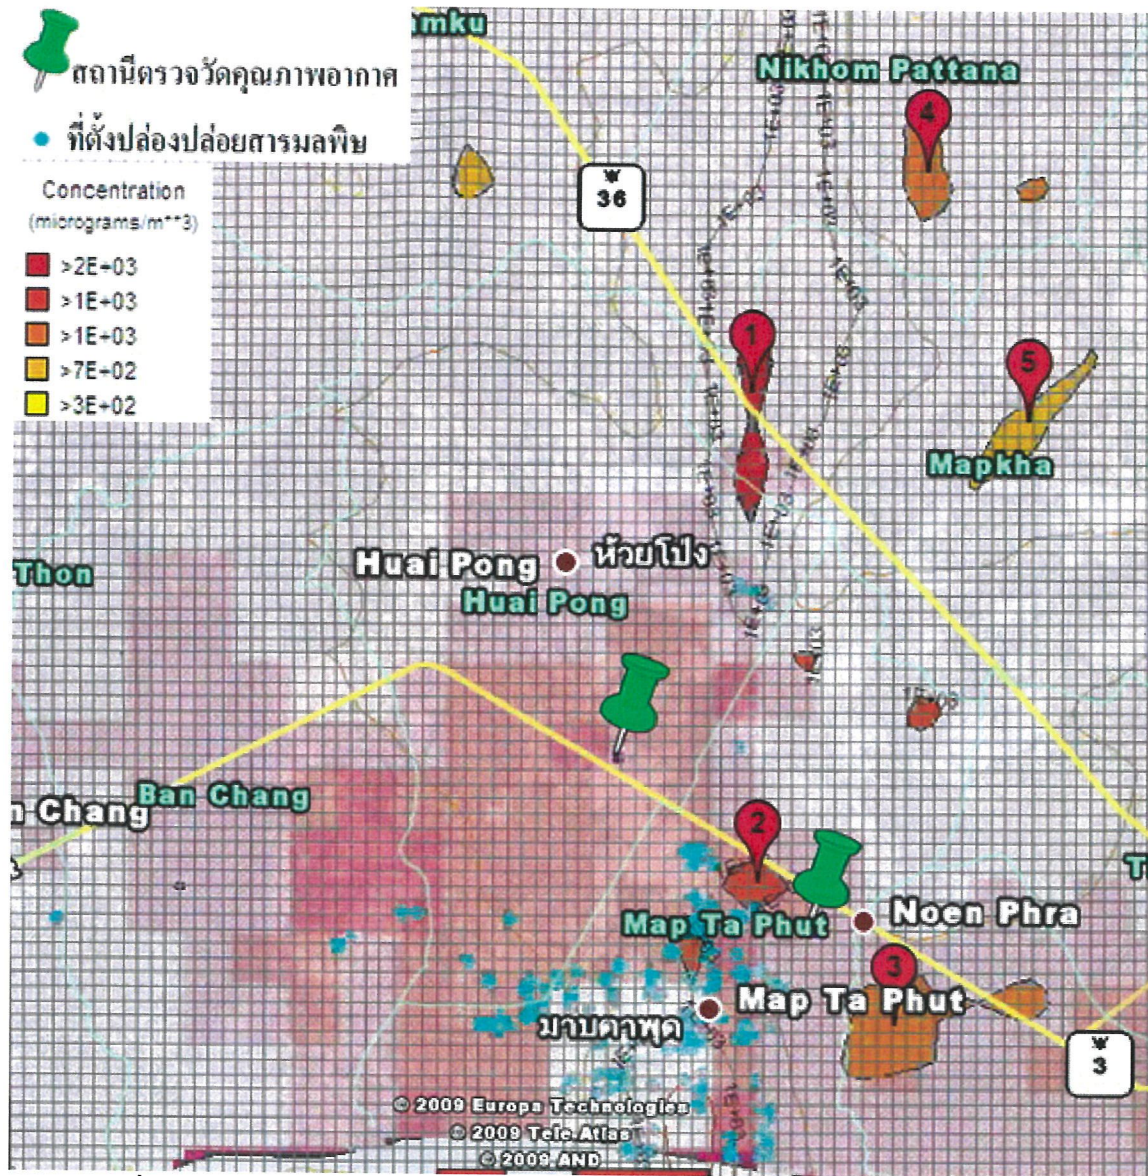 สถานีตรวจวัดคุณภาพอากาศ
ที่ตั้งปล่องปล่อยสารมลพิษ
Concentration
(micrograms/m**3)
>2E+03
>1E+03
>1E+03
>7E+02
>3E+02
Nikhom Pattana
4
36
1
5
Mapkha
Huai Pong
ห้วยโป่ง
Huai Pong
Thon
1E+03
1E+03
Ban Chang
n Chang
2
Noen Phra
Map Ta Phut
3
Map Ta Phut
มาบตาพุด
3
© 2009 Europa Technologies
© 2009 Tele Atlas
© 2009 AND